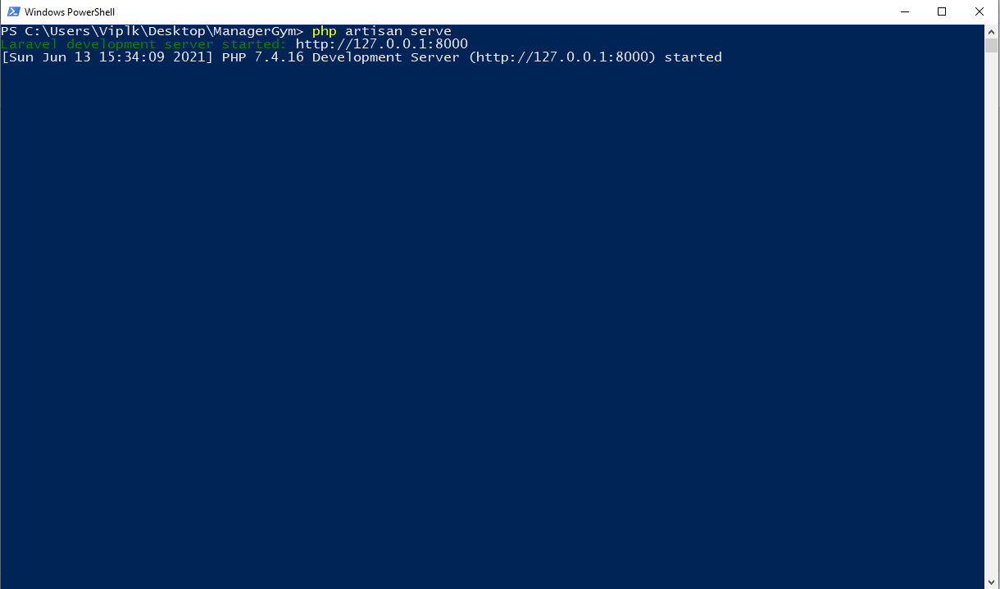 Windows PowerShell
PS C:\Users\Viplk\Desktop\ManagerGym> php artisan serve
Laravel development server started: http://127.0.0.1:8000
[Sun Jun 13 15:34:09 2021] PHP 7.4.16 Development Server (http://127.0.0.1:8000) started